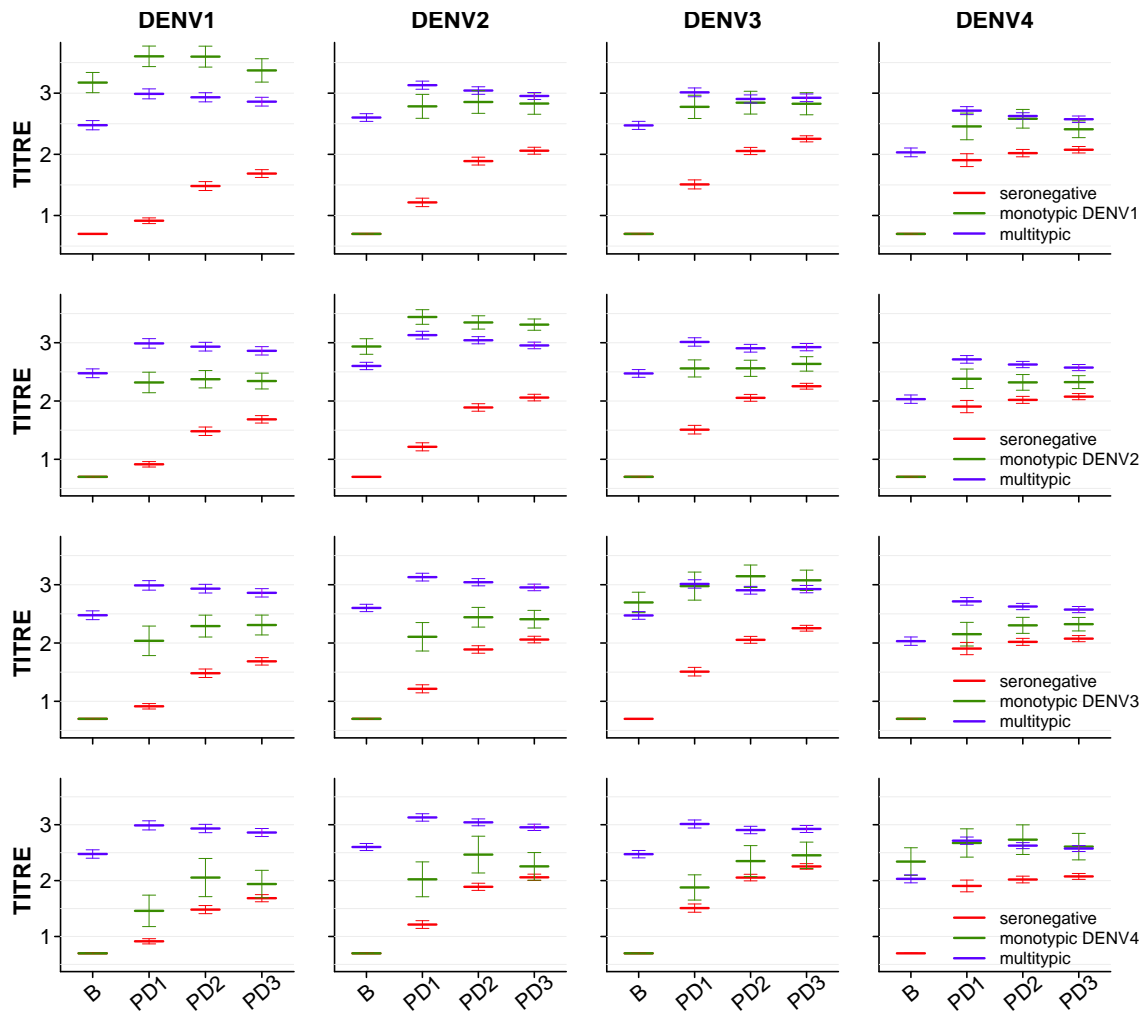 DENV1 DENV2 DENV3 DENV4
TITRE
3
2
1
seronegative
monotypic DENV1
multitypic
B PD1 PD2 PD3 B PD1 PD2 PD3 B PD1 PD2 PD3 B PD1 PD2 PD3
TITRE
3
2
1
seronegative
monotypic DENV2
multitypic
TITRE
3
2
1
seronegative
monotypic DENV3
multitypic
TITRE
3
2
1
seronegative
monotypic DENV4
multitypic